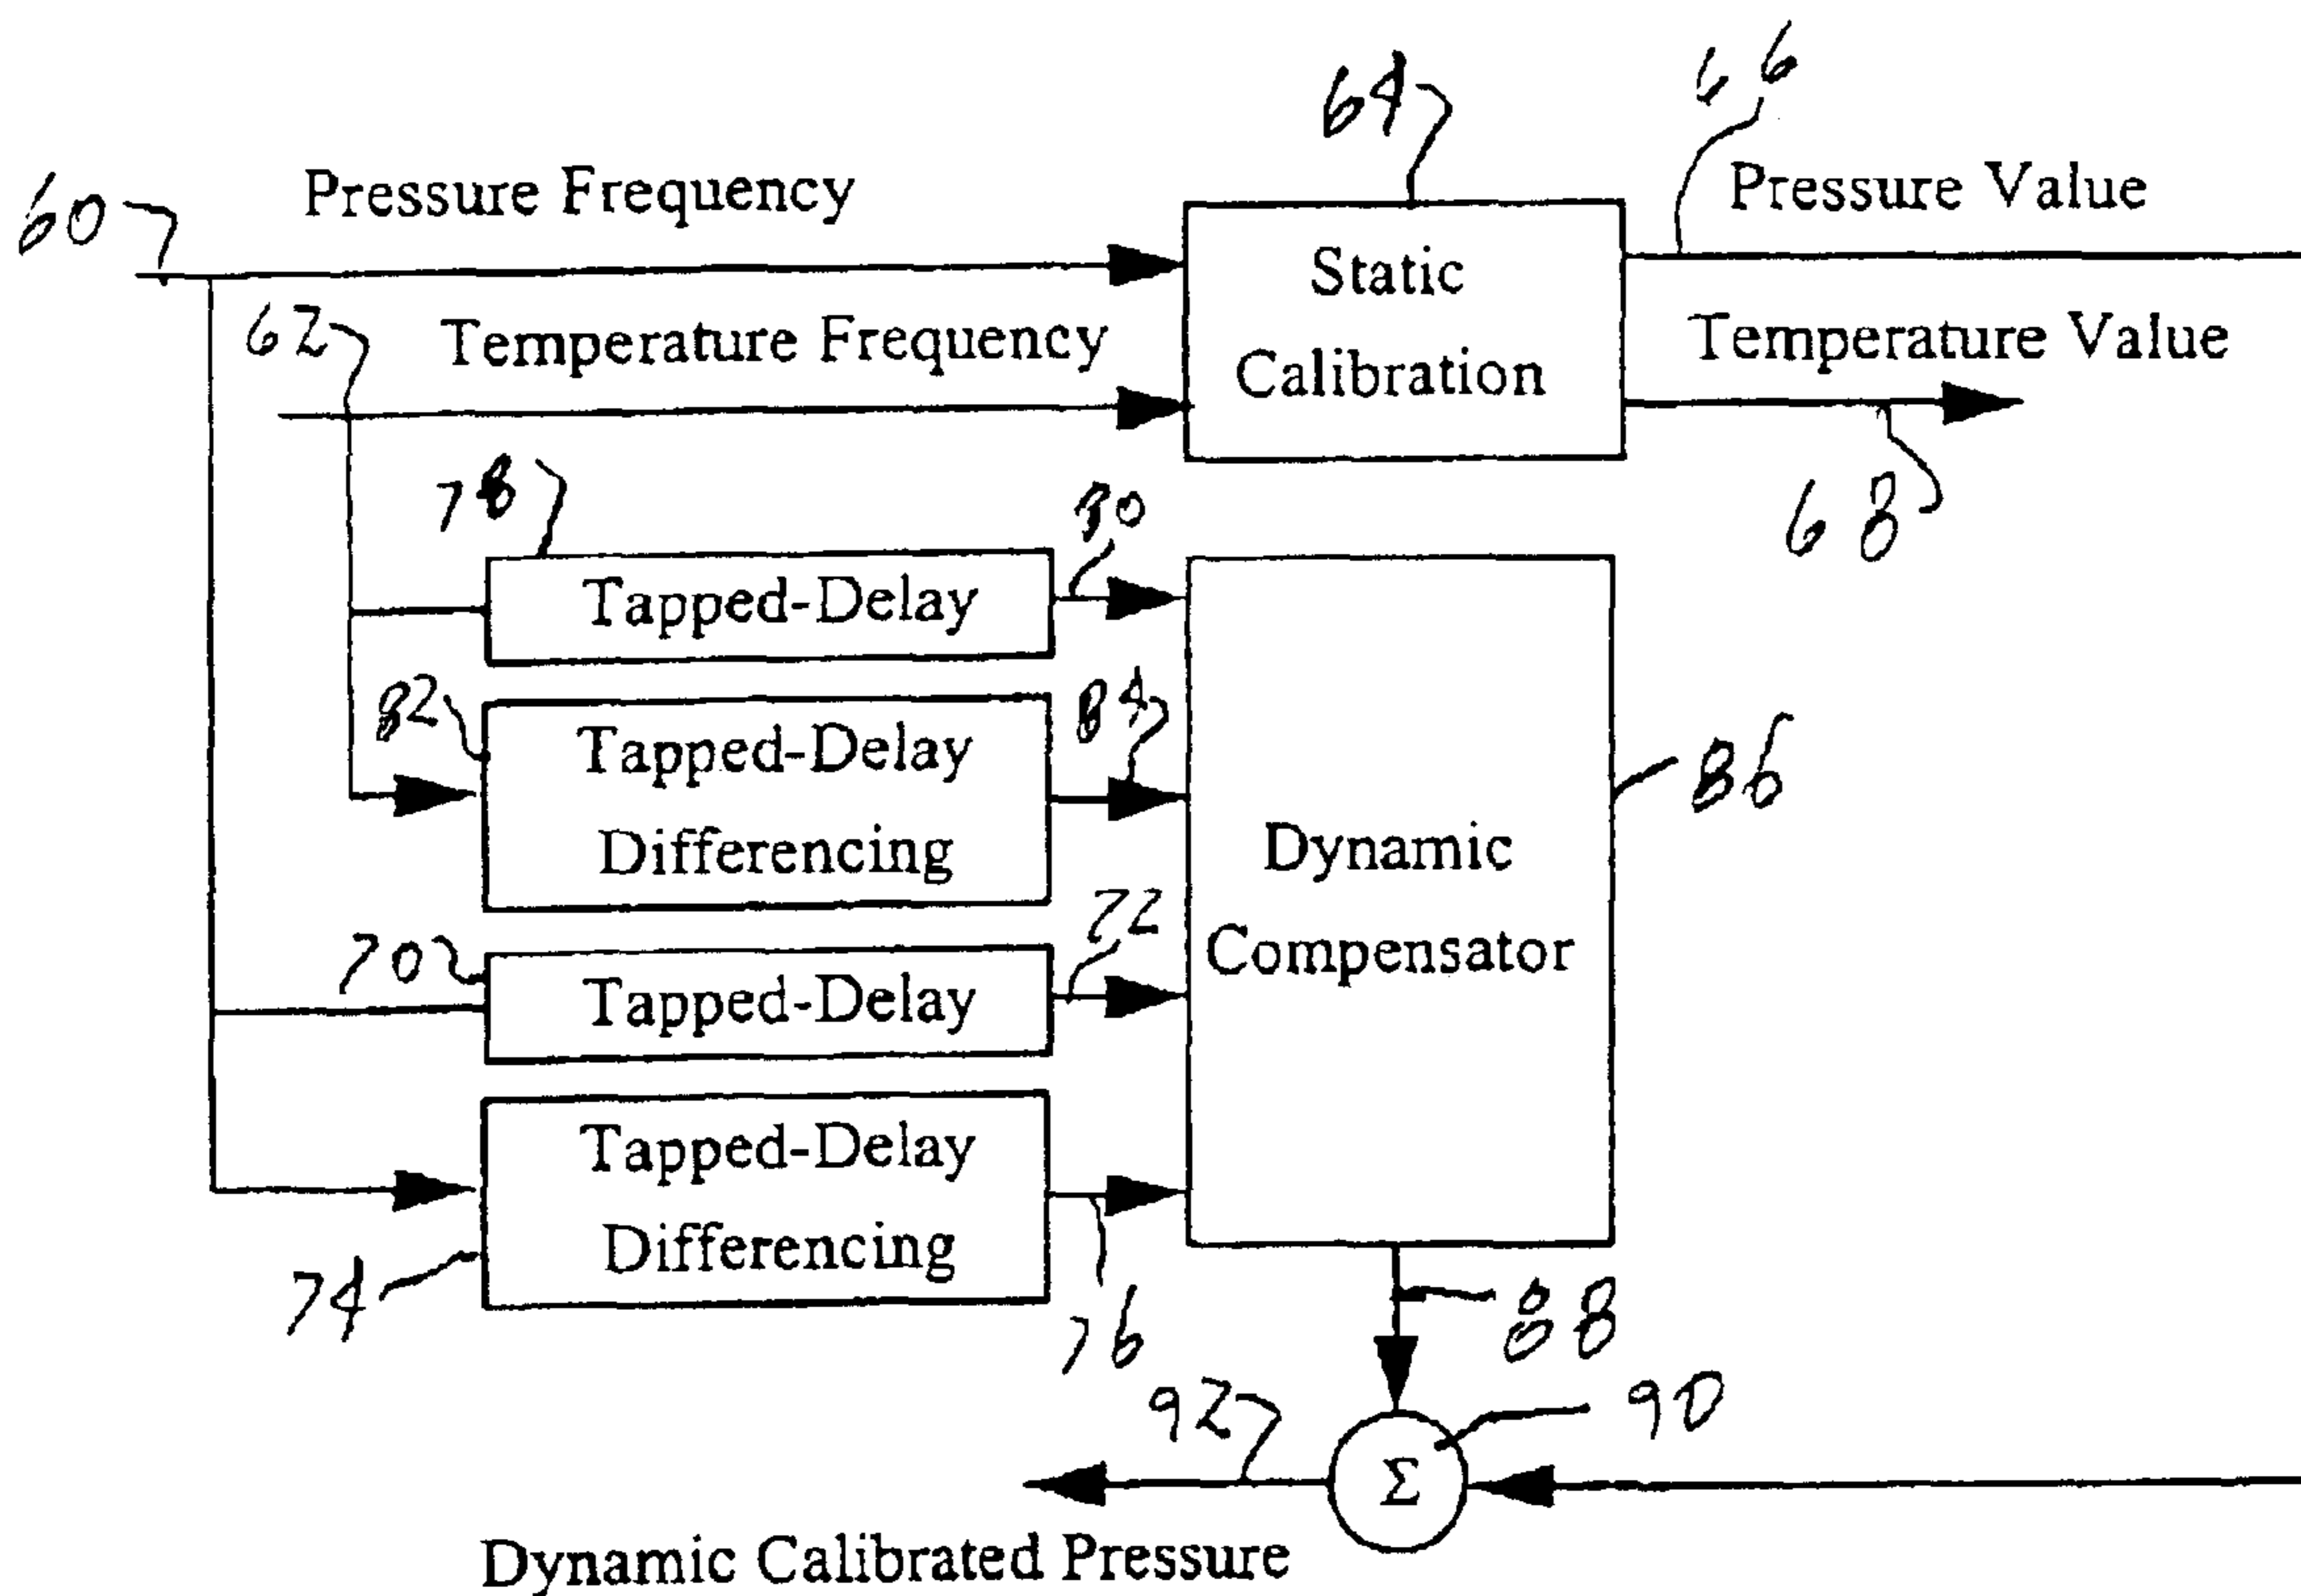 64
66
60
Pressure Frequency
Pressure Value
Static
Calibration
62
Temperature Frequency
Temperature Value
68
78
Tapped-Delay
82
84
Tapped-Delay
Differencing
86
Dynamic
Compensator
70
72
Tapped-Delay
Tapped-Delay
Differencing
74
76
88
92
90
Σ
Dynamic Calibrated Pressure